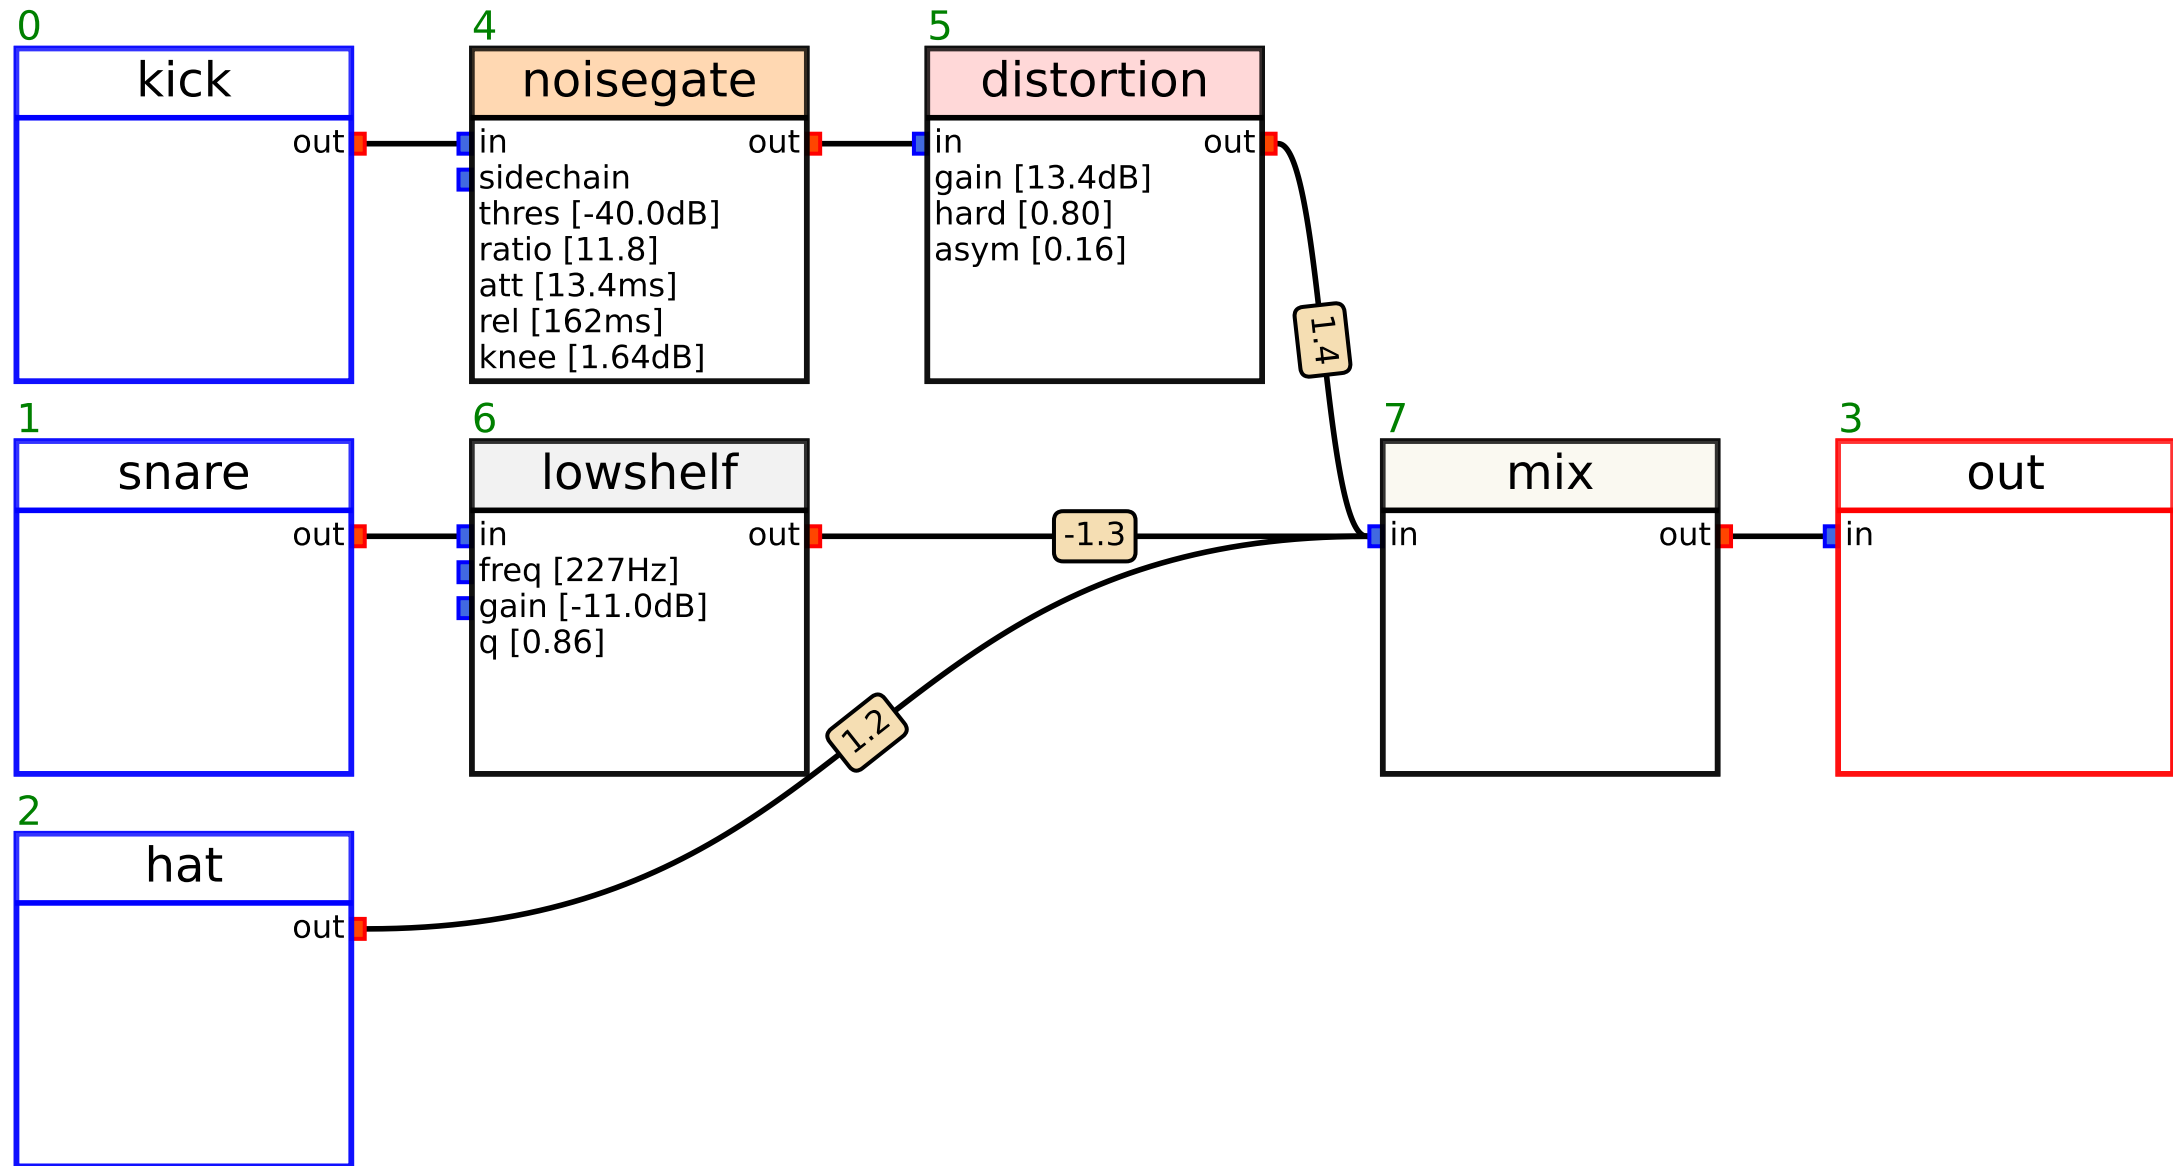 0
kick
out
4
noisegate
in
out
sidechain
thres [-40.0dB]
ratio [11.8]
att [13.4ms]
rel [162ms]
knee [1.64dB]
5
distortion
in
out
gain [13.4dB]
hard [0.80]
asym [0.16]
1.4
1
snare
out
6
lowshelf
in
out
freq [227Hz]
gain [-11.0dB]
q [0.86]
-1.3
7
mix
in
out
3
out
in
1.2
2
hat
out